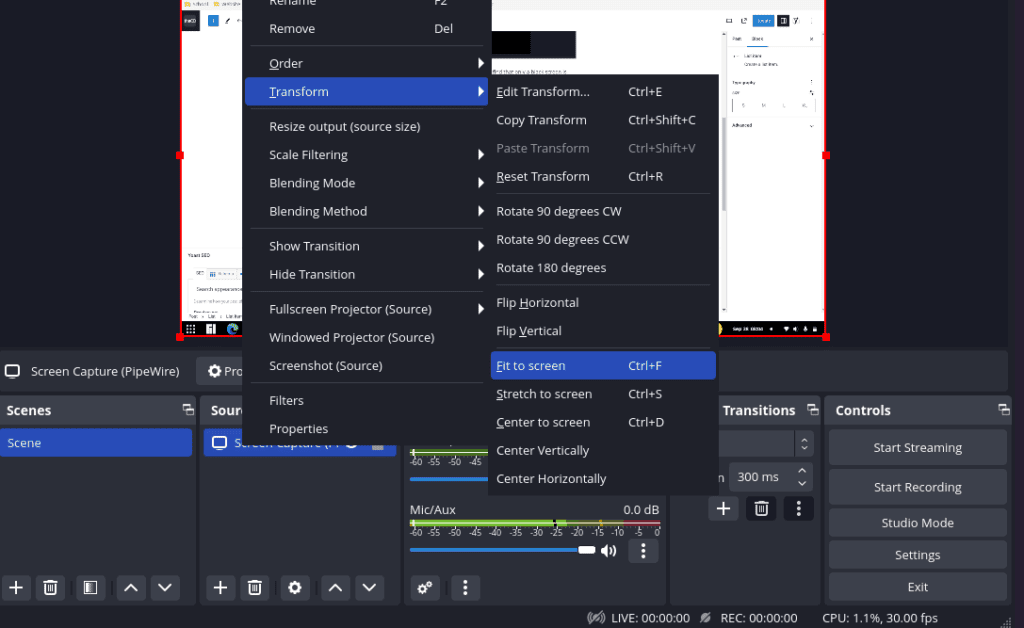 Rename F2
Remove Del
Order
Transform
Resize output (source size)
Scale Filtering
Blending Mode
Blending Method
Show Transition
Hide Transition
Fullscreen Projector (Source)
Windowed Projector (Source)
Screenshot (Source)
Filters
Properties
Edit Transform... Ctrl+E
Copy Transform Ctrl+Shift+C
Paste Transform Ctrl+Shift+V
Reset Transform Ctrl+R
Rotate 90 degrees CW
Rotate 90 degrees CCW
Rotate 180 degrees
Flip Horizontal
Flip Vertical
Fit to screen Ctrl+F
Stretch to screen Ctrl+S
Center to screen Ctrl+D
Center Vertically
Center Horizontally
Advanced
Yoast SEO
Search appearance
Screen Capture (PipeWire) Pro
Scenes
Scene
Sour
Screen Capture (P
-60 -55 -50 -45
Mic/Aux 0.0 dB
-60 -55 -50 -45 -40 -35 -30 -25 -20 -15 -10 -5 0
Transitions
n 300 ms
Controls
Start Streaming
Start Recording
Studio Mode
Settings
Exit
LIVE: 00:00:00 REC: 00:00:00 CPU: 1.1%, 30.00 fps